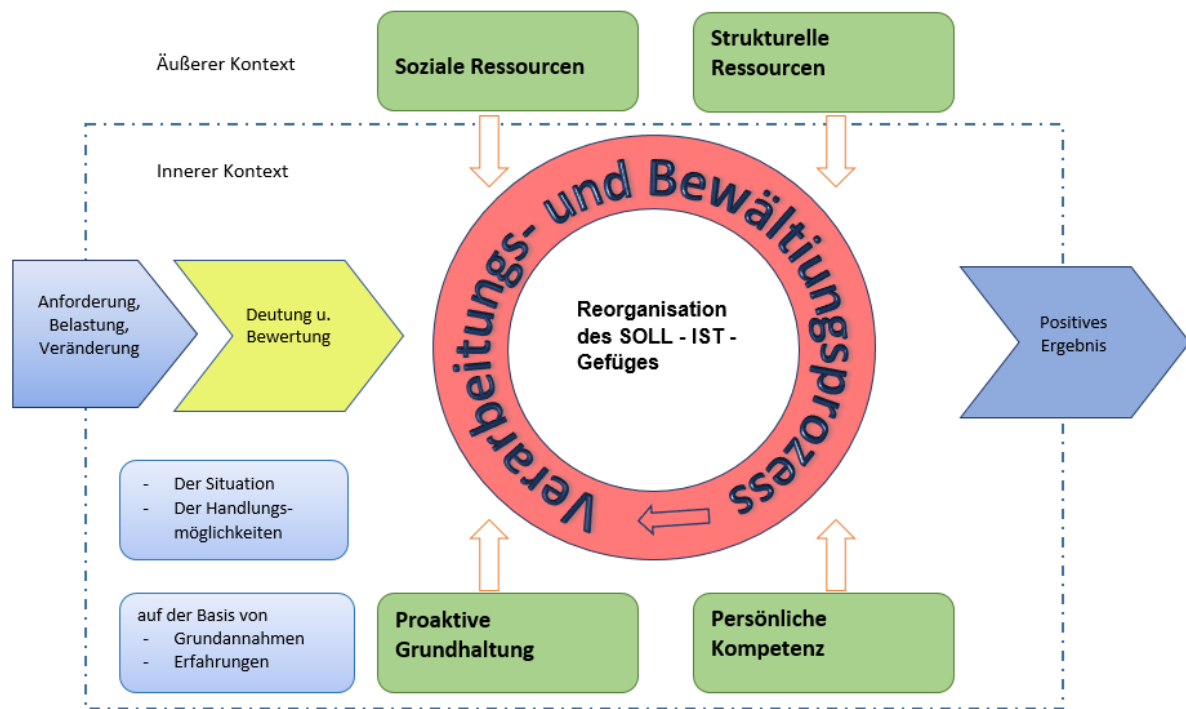 Äußerer Kontext
Soziale Ressourcen
Strukturelle
Ressourcen
Innerer Kontext
Verarbeitungs- und Bewältiungsprozess
Anforderung,
Belastung,
Veränderung
Deutung u.
Bewertung
Reorganisation
des SOLL - IST -
Gefüges
Positives
Ergebnis
- Der Situation
- Der Handlungs-
möglichkeiten
auf der Basis von
- Grundannahmen
- Erfahrungen
Proaktive
Grundhaltung
Persönliche
Kompetenz